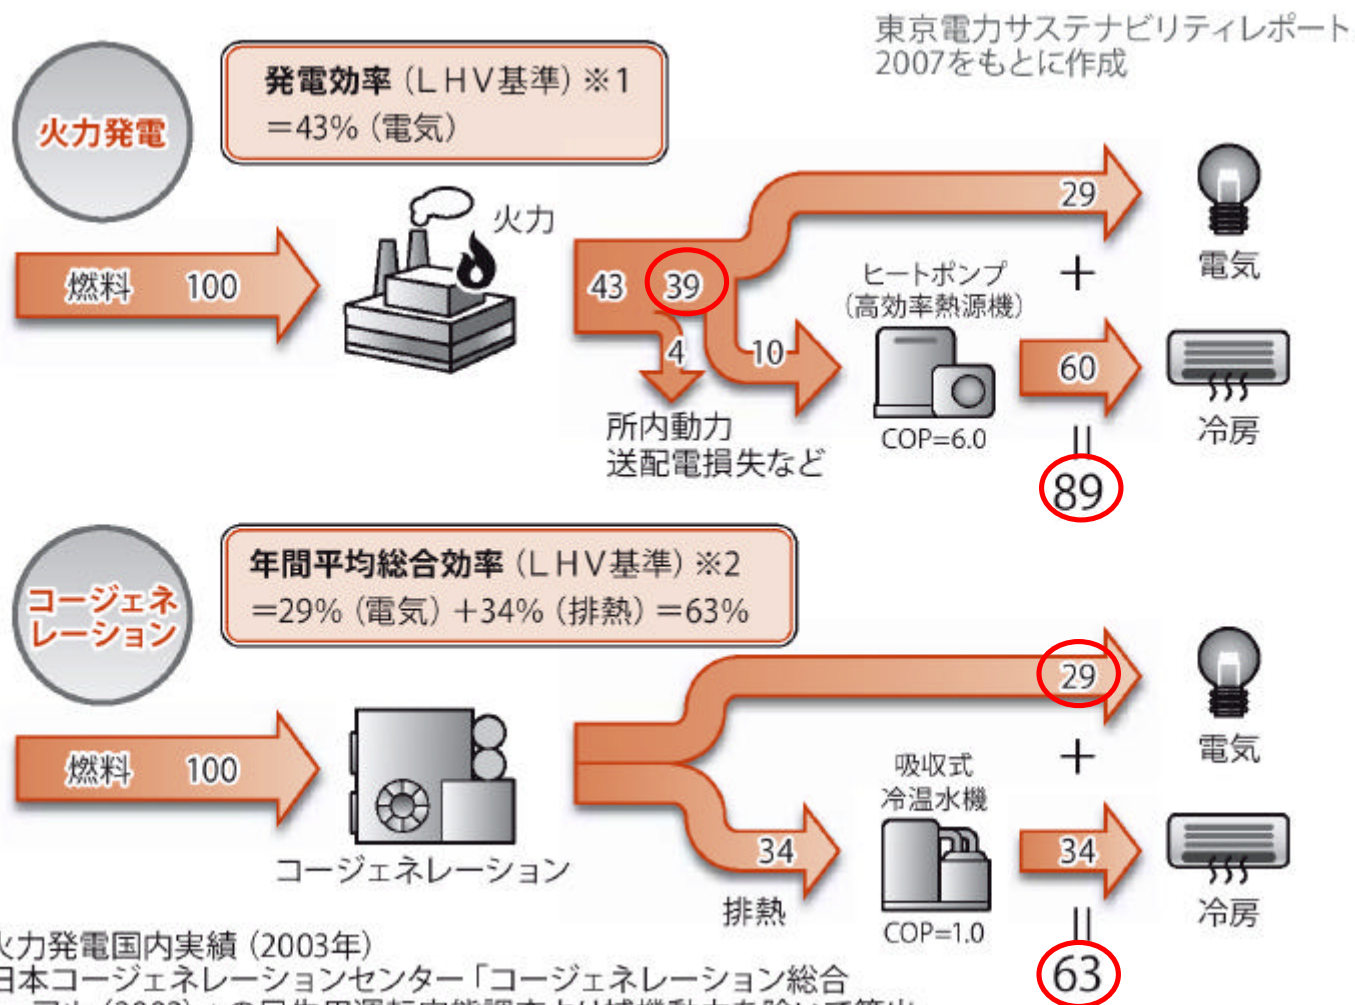 東京電力サステナビリティレポート
2007をもとに作成
火力発電
発電効率（LHV基準）※1
＝43%（電気）
燃料 100
火力
43 39
4
10
ヒートポンプ
（高効率熱源機）
COP=6.0
29
+
60
=
89
電気
冷房
所内動力
送配電損失など
コージェネ
レーション
年間平均総合効率（LHV基準）※2
＝29%（電気）＋34%（排熱）＝63%
燃料 100
コージェネレーション
34
排熱
吸収式
冷温水機
COP=1.0
29
+
34
=
63
電気
冷房
火力発電国内実績（2003年）
日本コージェネレーションセンター「コージェネレーション総合